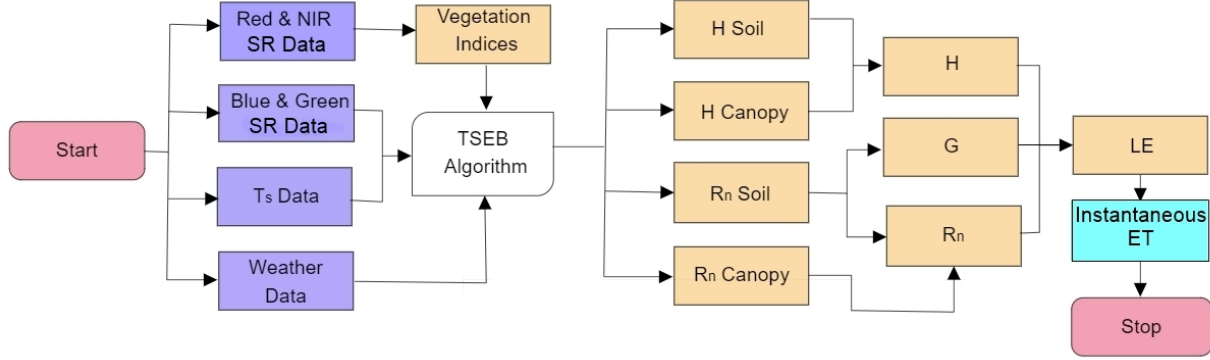 Start
Red & NIR
SR Data
Blue & Green
SR Data
Ts Data
Weather
Data
Vegetation
Indices
TSEB
Algorithm
H Soil
H Canopy
Rn Soil
Rn Canopy
H
G
Rn
LE
Instantaneous
ET
Stop